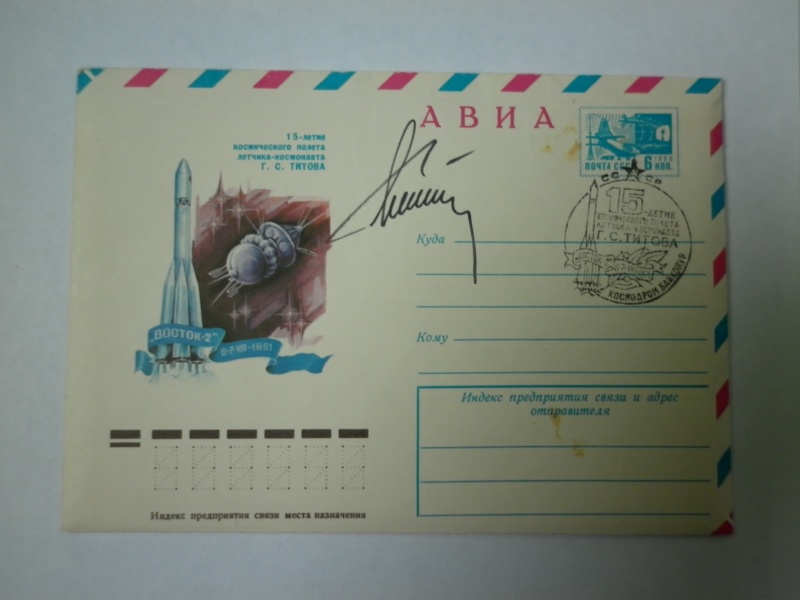 АВИА
15-летие
космического полета
летчика-космонавта
Г. С. ТИТОВА
ПОЧТА СССР 6 КОП.
1966
СССР
15-ЛЕТИЕ
КОСМИЧЕСКОГО ПОЛЕТА
ЛЕТЧИКА-КОСМОНАВТА
Г. С. ТИТОВА
КОСМОДРОМ БАЙКОНУР
Куда
„ВОСТОК-2"
6-7-VIII-1961
Кому
Индекс предприятия связи и адрес
отправителя
Индекс предприятия связи места назначения